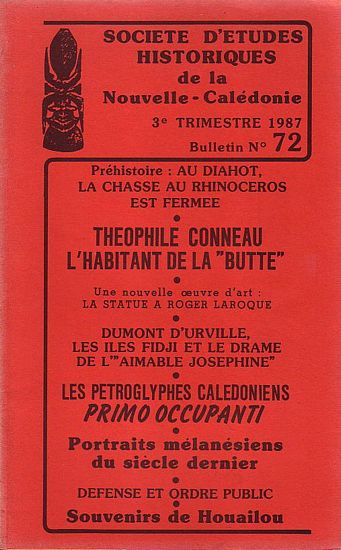 SOCIETE D'ETUDES
HISTORIQUES
de la
Nouvelle-Calédonie
3e TRIMESTRE 1987
Bulletin N° 72
Préhistoire : AU DIAHOT,
LA CHASSE AU RHINOCEROS
EST FERMEE
THEOPHILE CONNEAU
L'HABITANT DE LA "BUTTE"
Une nouvelle œuvre d'art :
LA STATUE A ROGER LAROQUE
DUMONT D'URVILLE,
LES ILES FIDJI ET LE DRAME
DE L'"AIMABLE JOSEPHINE"
LES PETROGLYPHES CALEDONIENS
PRIMO OCCUPANTI
Portraits mélanésiens
du siècle dernier
DEFENSE ET ORDRE PUBLIC
Souvenirs de Houailou